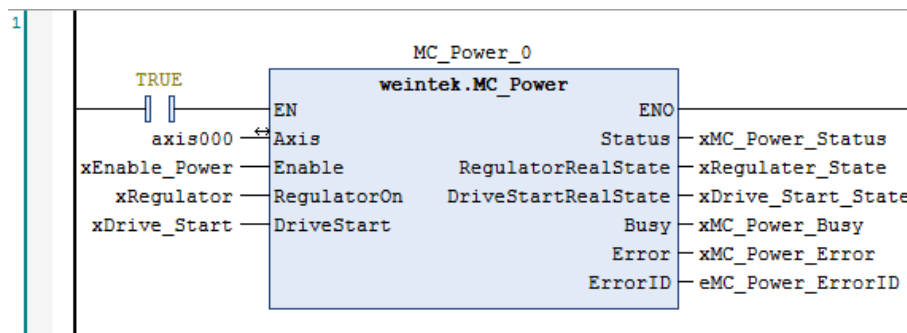 1
MC_Power_0
TRUE
weintek.MC_Power
EN ENO
axis000 Axis Status xMC_Power_Status
xEnable_Power Enable RegulatorRealState xRegulater_State
xRegulator RegulatorOn DriveStartRealState xDrive_Start_State
xDrive_Start DriveStart Busy xMC_Power_Busy
Error xMC_Power_Error
ErrorID eMC_Power_ErrorID